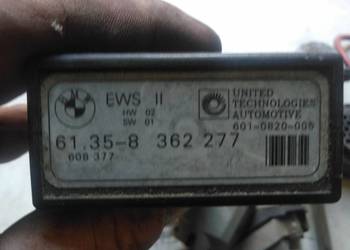 BMW
EWS II
HW 02
SW 01
UNITED
TECHNOLOGIES
AUTOMOTIVE
601-0820-005
61.35-8 362 277
608 377